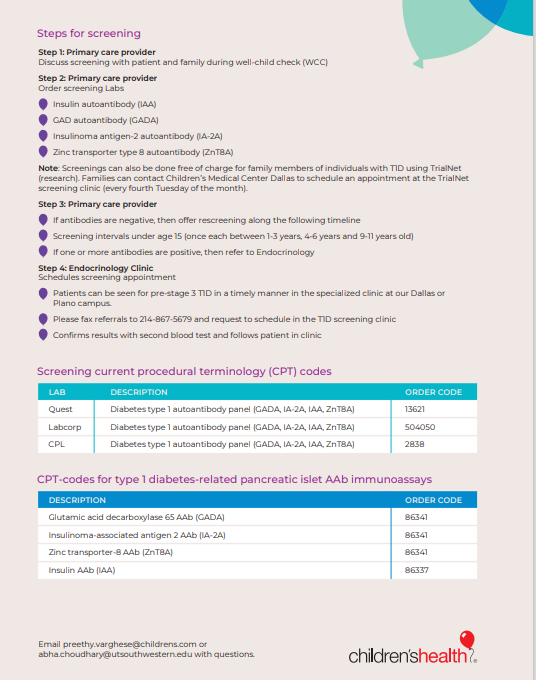 Steps for screening
Step 1: Primary care provider
Discuss screening with patient and family during well-child check (WCC)
Step 2: Primary care provider
Order screening Labs
Insulin autoantibody (IAA)
GAD autoantibody (GADA)
Insulinoma antigen-2 autoantibody (IA-2A)
Zinc transporter type 8 autoantibody (ZnT8A)
Note: Screenings can also be done free of charge for family members of individuals with T1D using TrialNet
(research). Families can contact Children's Medical Center Dallas to schedule an appointment at the TrialNet
screening clinic (every fourth Tuesday of the month).
Step 3: Primary care provider
If antibodies are negative, then offer rescreening along the following timeline
Screening intervals under age 15 (once each between 1-3 years, 4-6 years and 9-11 years old)
If one or more antibodies are positive, then refer to Endocrinology
Step 4: Endocrinology Clinic
Schedules screening appointment
Patients can be seen for pre-stage 3 T1D in a timely manner in the specialized clinic at our Dallas or
Plano campus.
Please fax referrals to 214-867-5679 and request to schedule in the T1D screening clinic
Confirms results with second blood test and follows patient in clinic
Screening current procedural terminology (CPT) codes
LAB DESCRIPTION ORDER CODE
Quest Diabetes type 1 autoantibody panel (GADA, IA-2A, IAA, ZnT8A) 13621
Labcorp Diabetes type 1 autoantibody panel (GADA, IA-2A, IAA, ZnT8A) 504050
CPL Diabetes type 1 autoantibody panel (GADA, IA-2A, IAA, ZnT8A) 2838
CPT-codes for type 1 diabetes-related pancreatic islet AAb immunoassays
DESCRIPTION ORDER CODE
Glutamic acid decarboxylase 65 AAb (GADA) 86341
Insulinoma-associated antigen 2 AAb (IA-2A) 86341
Zinc transporter-8 AAb (ZnT8A) 86341
Insulin AAb (IAA) 86337
Email preethy.varghese@childrens.com or
abha.choudhary@utsouthwestern.edu with questions.
children'shealth®